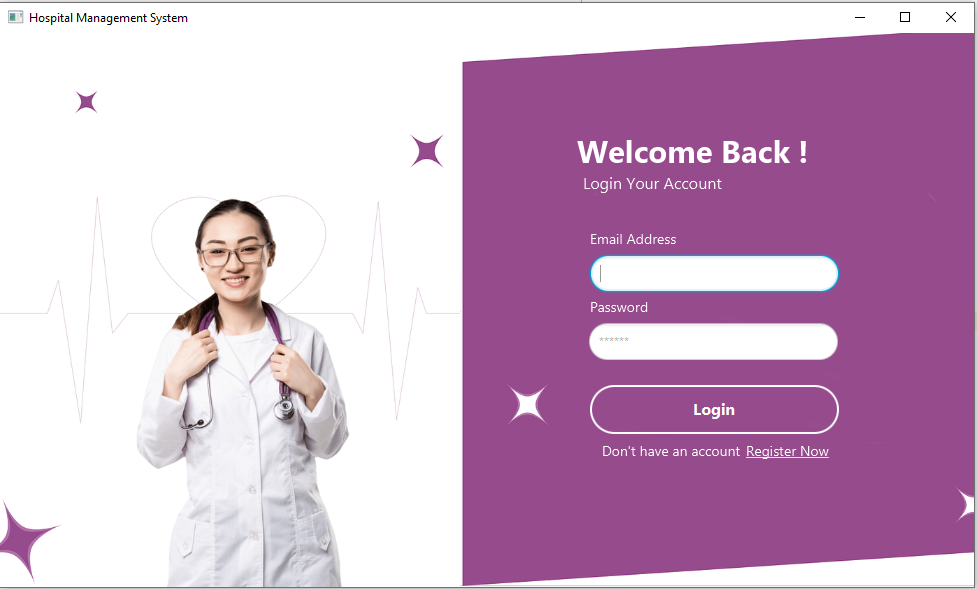 Hospital Management System
Welcome Back !
Login Your Account
Email Address
Password
******
Login
Don't have an account Register Now